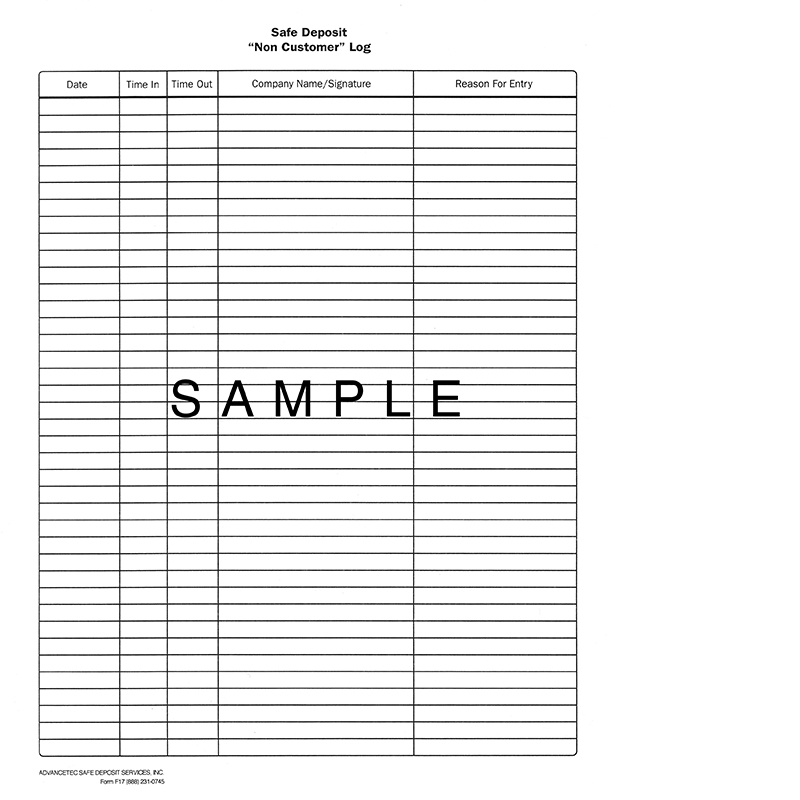 Safe Deposit
“Non Customer” Log
Date Time In Time Out Company Name/Signature Reason For Entry
SAMPLE
ADVANCETEC SAFE DEPOSIT SERVICES, INC.
Form F17 (888) 231-0745